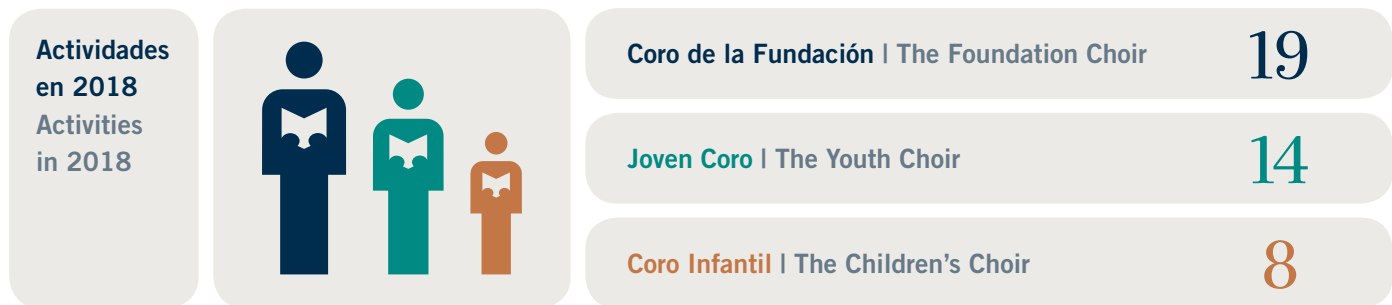 Actividades
en 2018
Activities
in 2018
Coro de la Fundación | The Foundation Choir 19
Joven Coro | The Youth Choir 14
Coro Infantil | The Children’s Choir 8